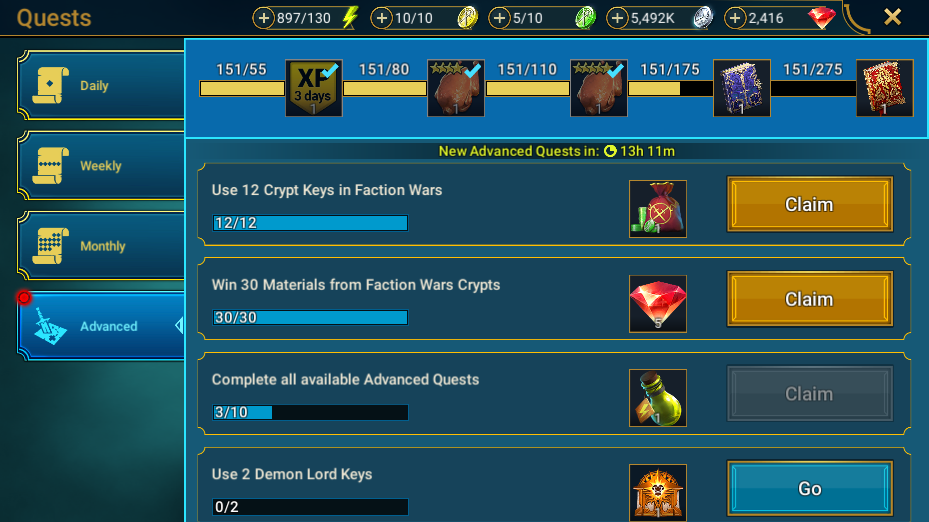 Quests
897/130
10/10
5/10
5,492K
2,416
151/55
151/80
151/110
151/175
151/275
XP
3 days
1
1
1
1
1
Daily
Weekly
Monthly
Advanced
New Advanced Quests in: 13h 11m
Use 12 Crypt Keys in Faction Wars
12/12
1
Claim
Win 30 Materials from Faction Wars Crypts
30/30
5
Claim
Complete all available Advanced Quests
3/10
1
Claim
Use 2 Demon Lord Keys
0/2
1
Go